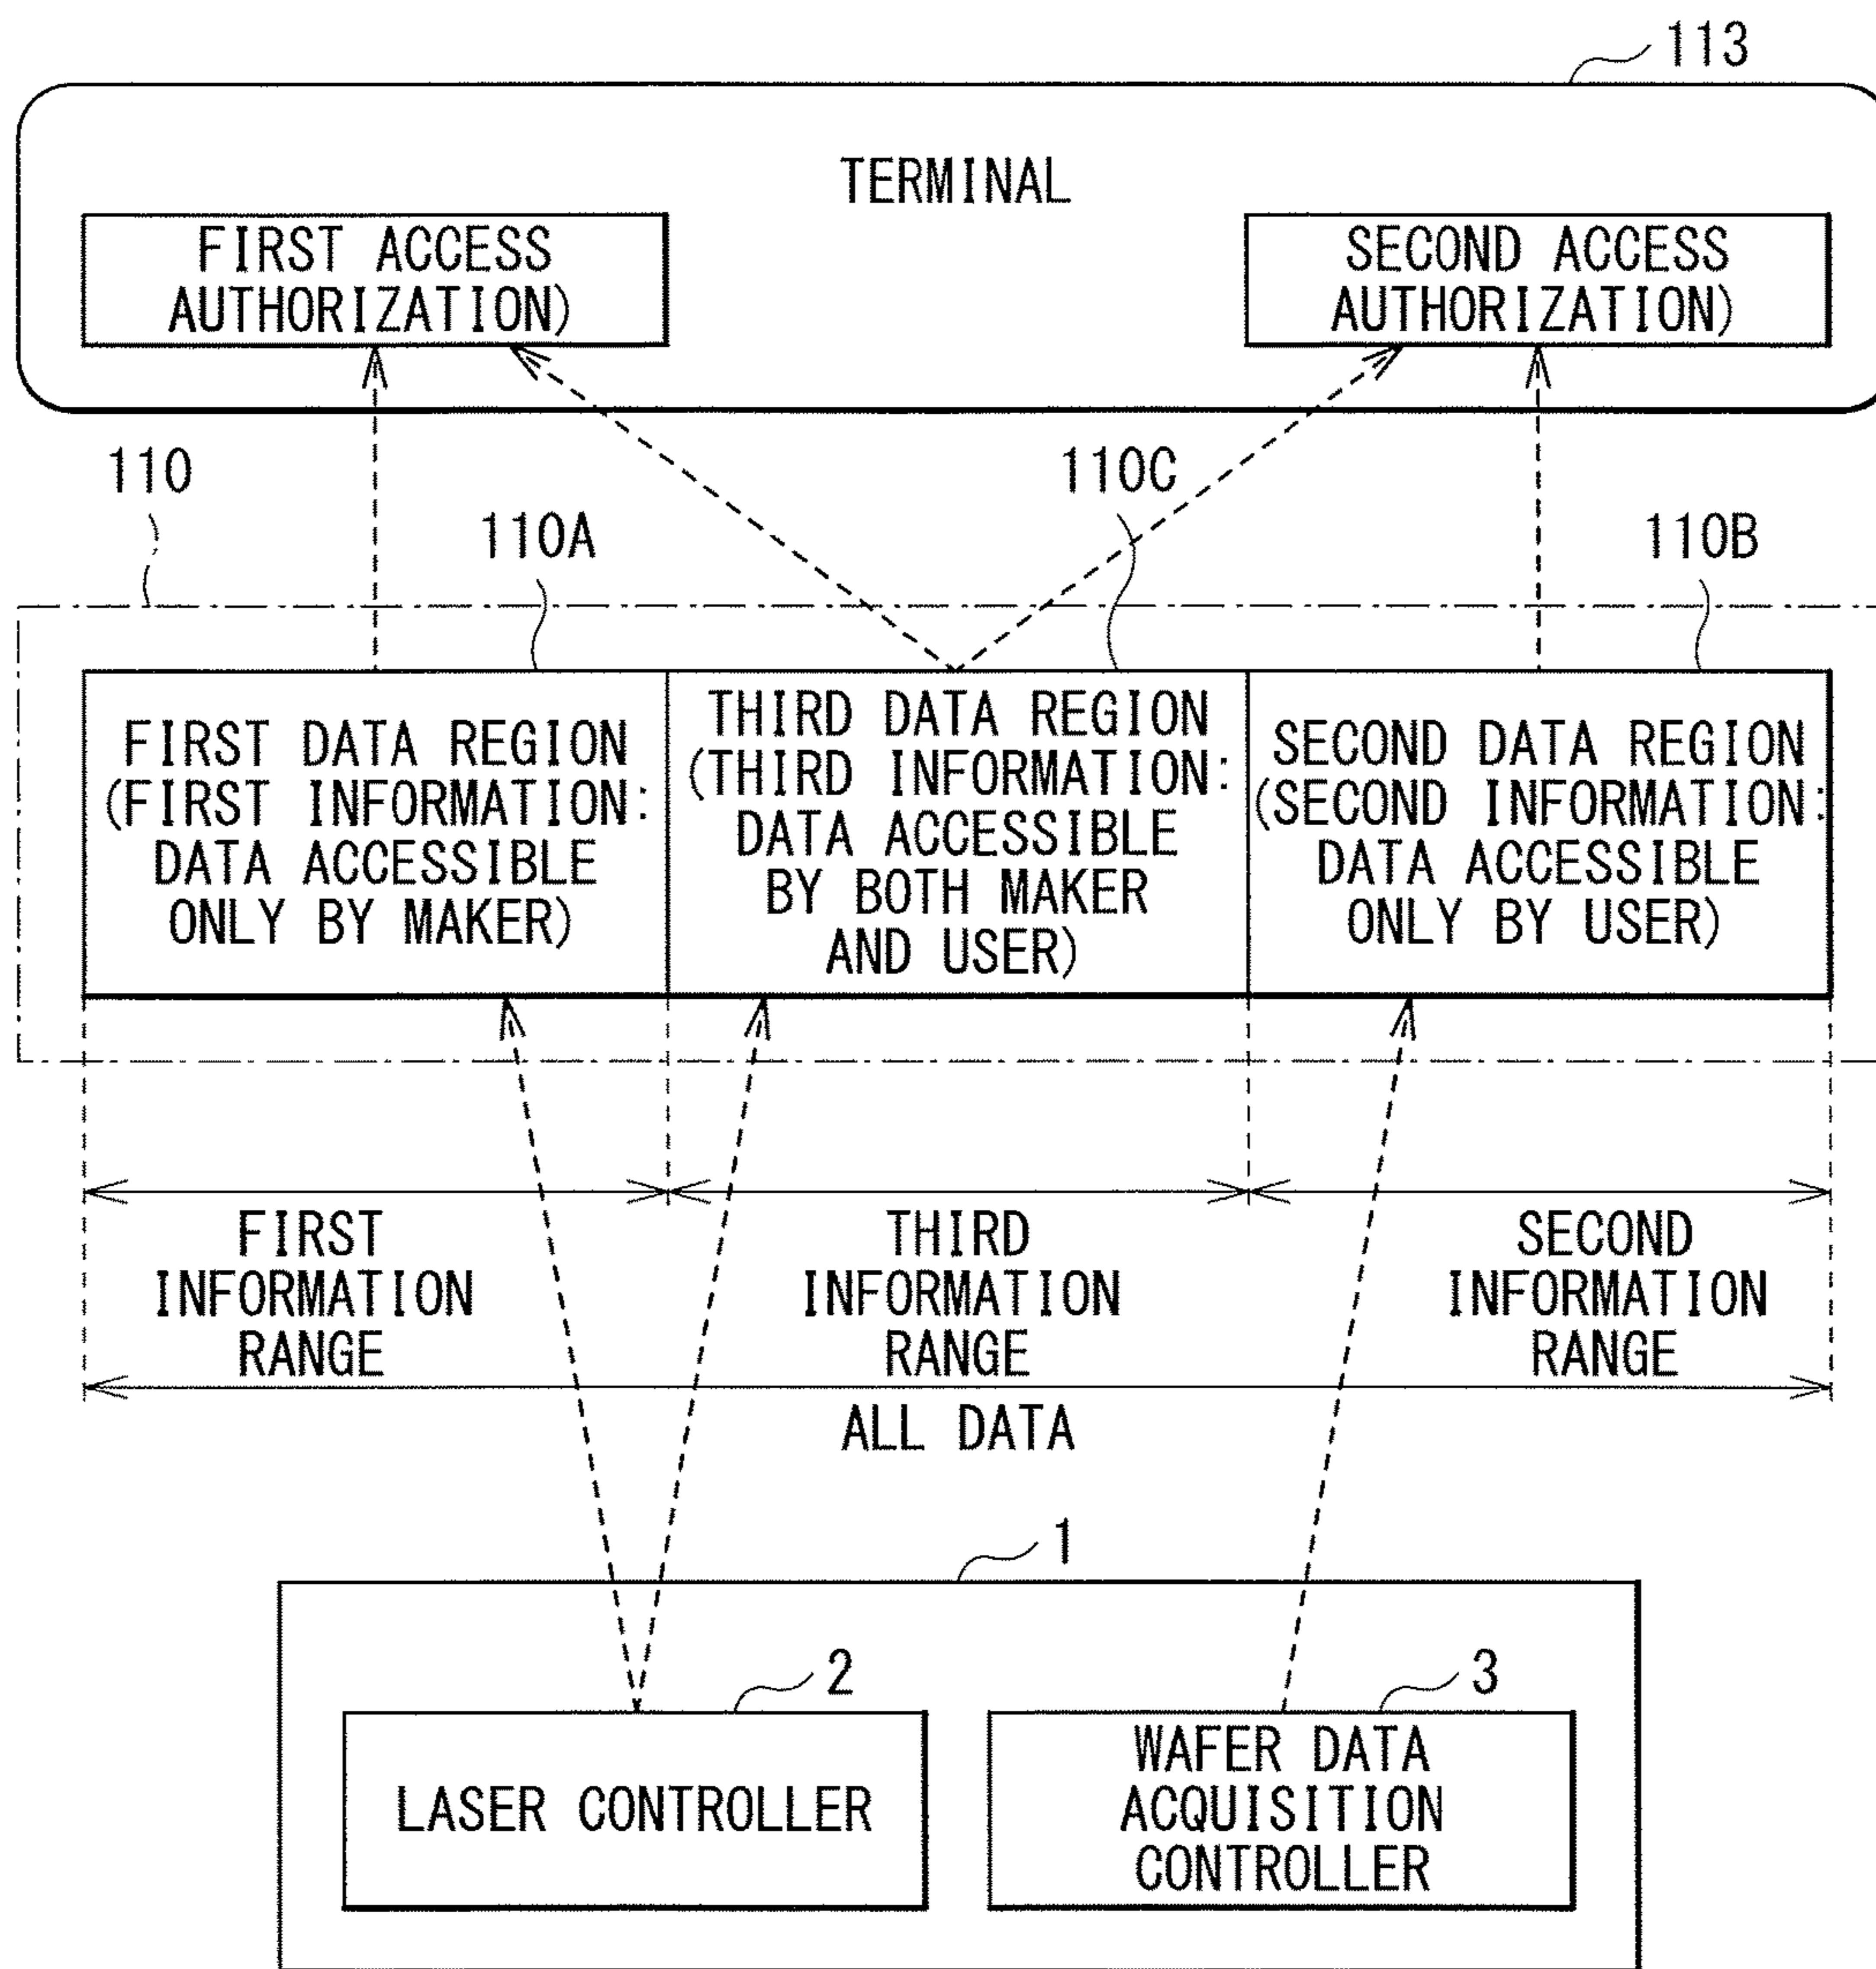 113
TERMINAL
FIRST ACCESS
AUTHORIZATION)
SECOND ACCESS
AUTHORIZATION)
110
110A
110C
110B
FIRST DATA REGION
(FIRST INFORMATION:
DATA ACCESSIBLE
ONLY BY MAKER)
THIRD DATA REGION
(THIRD INFORMATION:
DATA ACCESSIBLE
BY BOTH MAKER
AND USER)
SECOND DATA REGION
(SECOND INFORMATION:
DATA ACCESSIBLE
ONLY BY USER)
FIRST
INFORMATION
RANGE
THIRD
INFORMATION
RANGE
SECOND
INFORMATION
RANGE
ALL DATA
1
2
3
LASER CONTROLLER
WAFER DATA
ACQUISITION
CONTROLLER